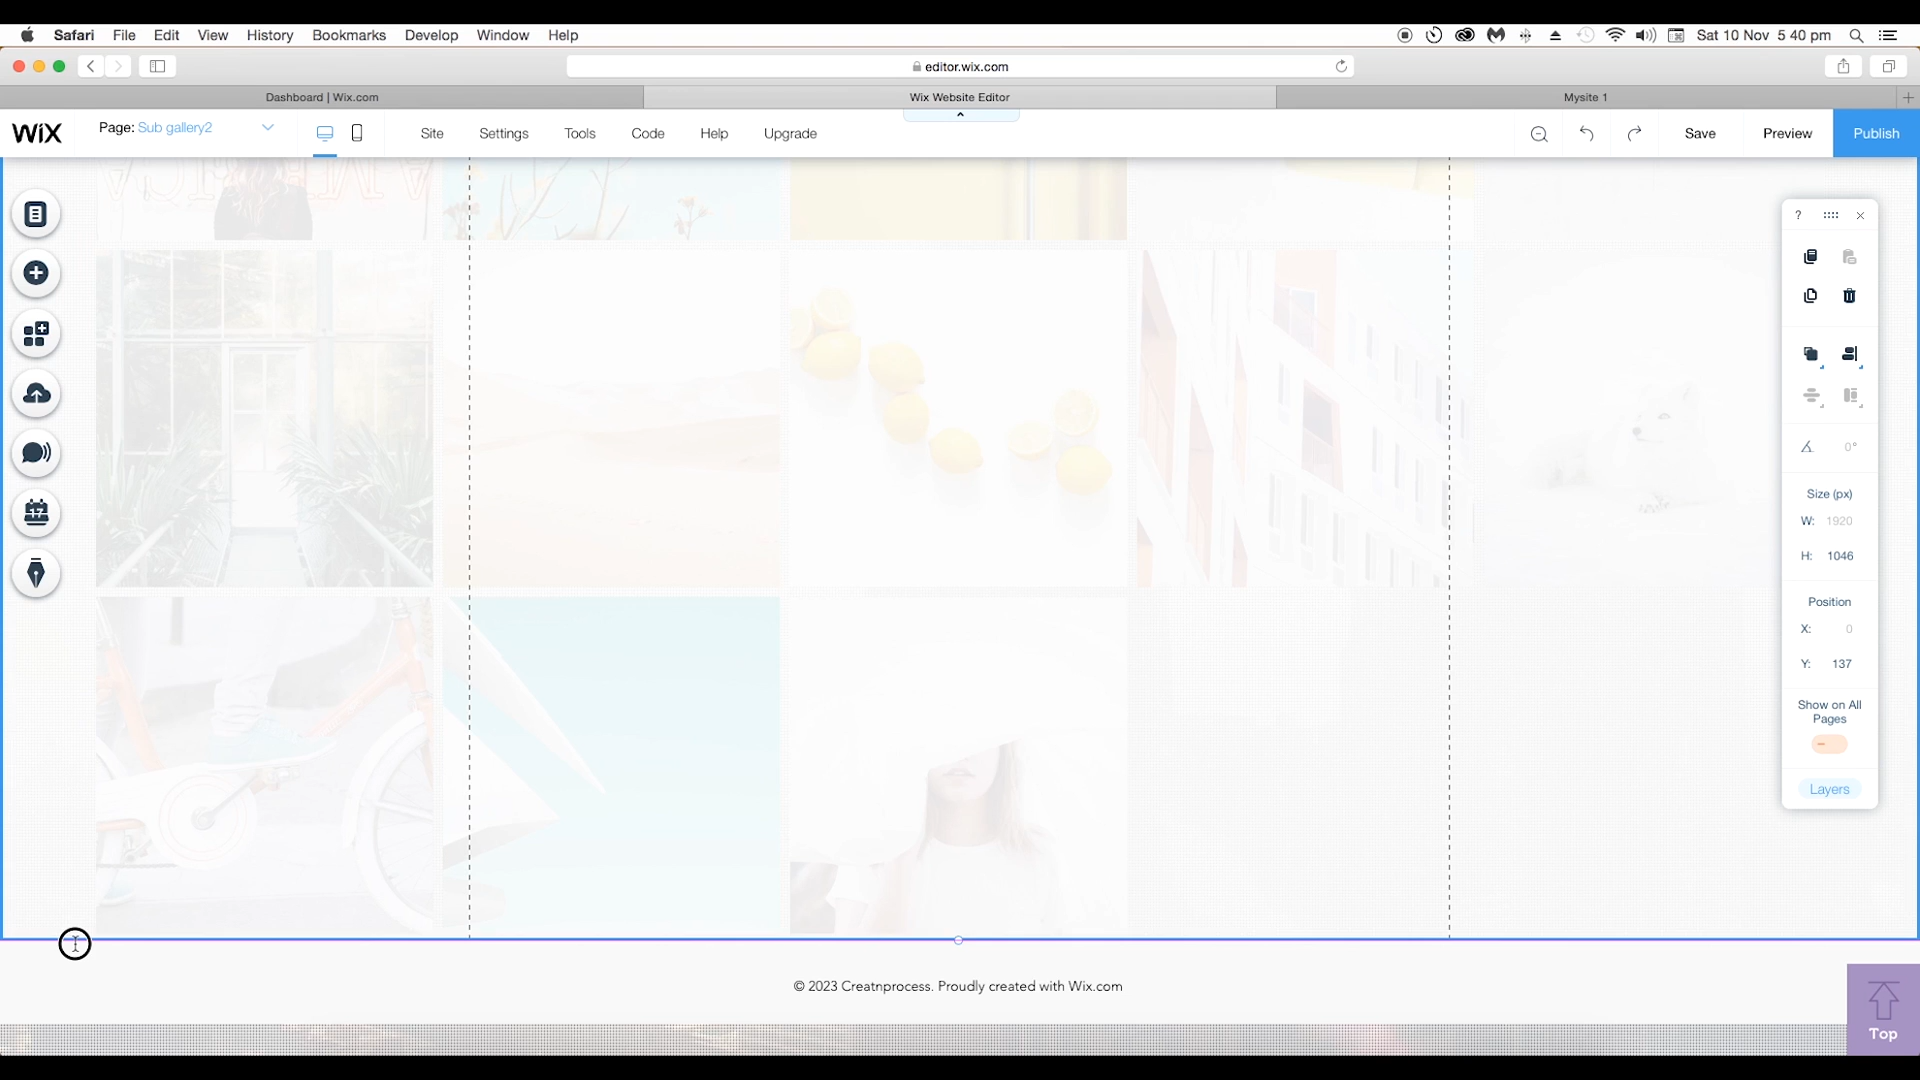 Safari File Edit View History Bookmarks Develop Window Help
Sat 10 Nov 5 40 pm
editor.wix.com
Dashboard | Wix.com
Wix Website Editor
Mysite 1
WiX
Page: Sub gallery2
Site Settings Tools Code Help Upgrade
Save
Preview
Publish
?
17
0°
Size (px)
W: 1920
H: 1046
Position
X: 0
Y: 137
Show on All
Pages
Layers
© 2023 Creatnprocess. Proudly created with Wix.com
Top